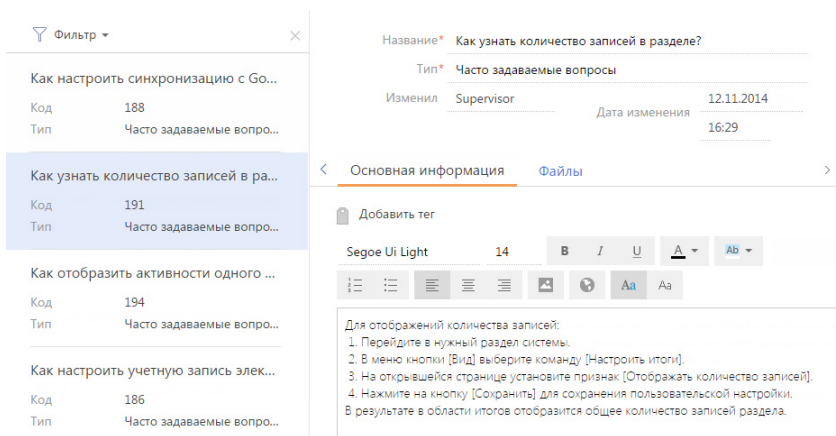 Фильтр
Как настроить синхронизацию с Go...
Код 188
Тип Часто задаваемые вопро...
Как узнать количество записей в ра...
Код 191
Тип Часто задаваемые вопро...
Как отобразить активности одного ...
Код 194
Тип Часто задаваемые вопро...
Как настроить учетную запись элек...
Код 186
Тип Часто задаваемые вопро...
Название* Как узнать количество записей в разделе?
Тип* Часто задаваемые вопросы
Изменил Supervisor
Дата изменения 12.11.2014
16:29
Основная информация Файлы
Добавить тег
Segoe Ui Light 14 B I U A Ab
Aa Aa
Для отображений количества записей:
1. Перейдите в нужный раздел системы.
2. В меню кнопки [Вид] выберите команду [Настроить итоги].
3. На открывшейся странице установите признак [Отображать количество записей].
4. Нажмите на кнопку [Сохранить] для сохранения пользовательской настройки.
В результате в области итогов отобразится общее количество записей раздела.